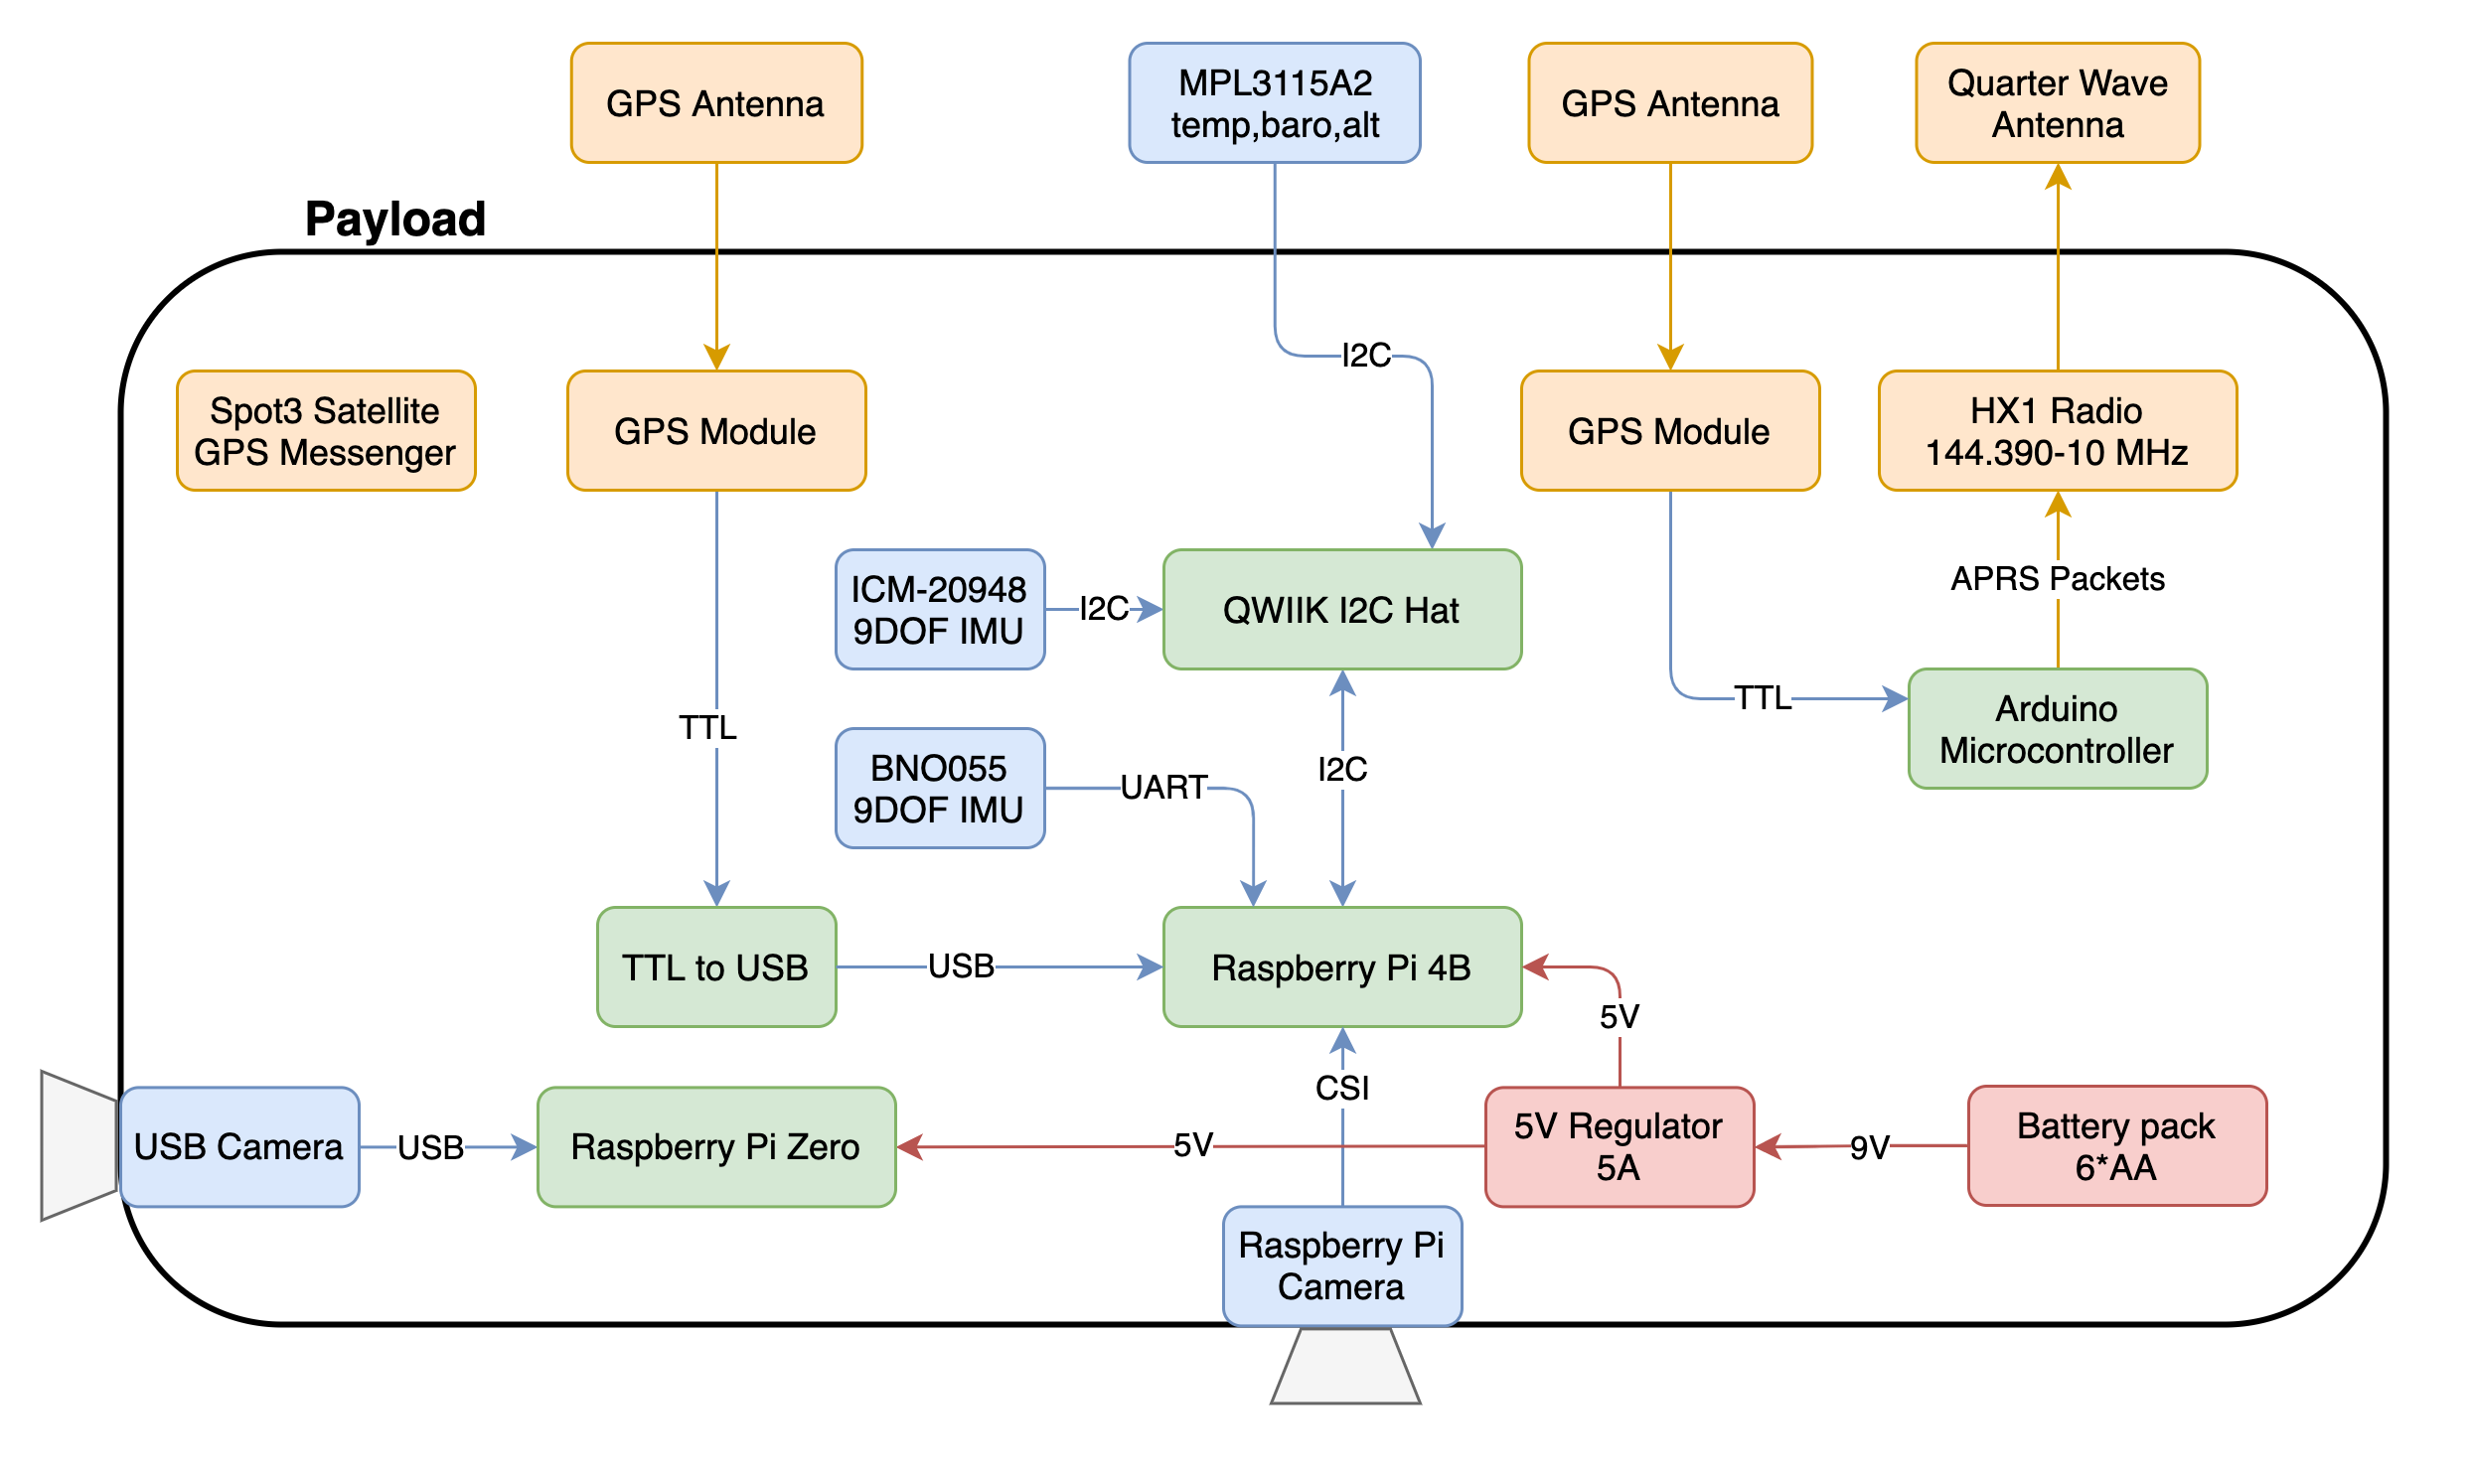 GPS Antenna
MPL3115A2
temp,baro,alt
GPS Antenna
Quarter Wave
Antenna
Payload
Spot3 Satellite
GPS Messenger
GPS Module
I2C
GPS Module
HX1 Radio
144.390-10 MHz
ICM-20948
9DOF IMU
I2C
QWIIK I2C Hat
APRS Packets
TTL
TTL
Arduino
Microcontroller
BNO055
9DOF IMU
UART
I2C
TTL to USB
USB
Raspberry Pi 4B
5V
CSI
USB Camera
USB
Raspberry Pi Zero
5V
5V Regulator
5A
9V
Battery pack
6*AA
Raspberry Pi
Camera